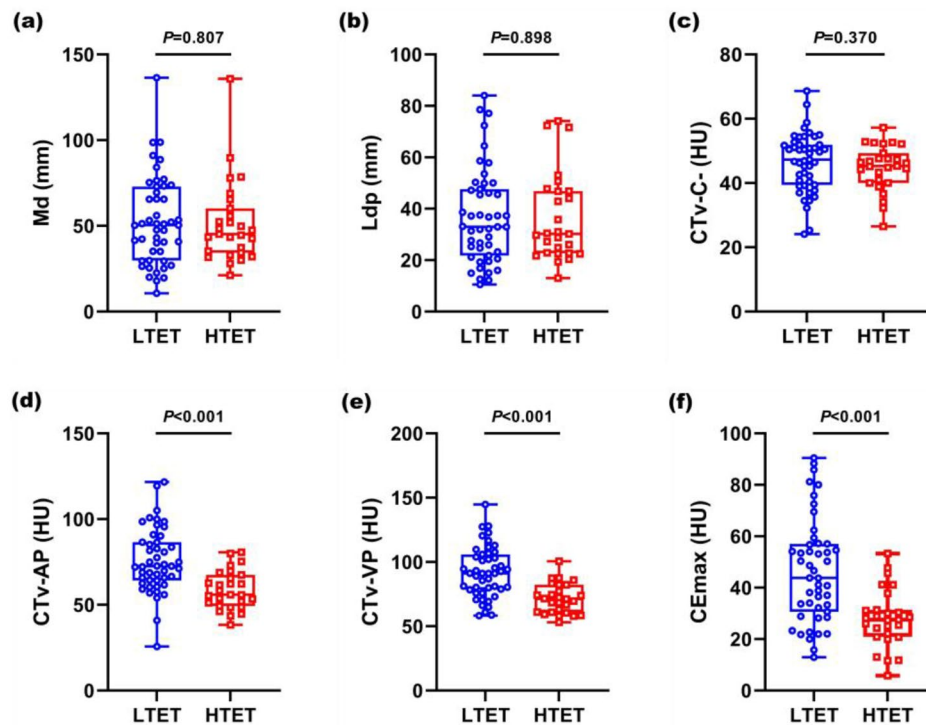 (a)
P=0.807
Md (mm)
150
100
50
0
LTET HTET
(b)
P=0.898
Ldp (mm)
100
80
60
40
20
0
LTET HTET
(c)
P=0.370
CTv-C- (HU)
80
60
40
20
0
LTET HTET
(d)
P<0.001
CTv-AP (HU)
150
100
50
0
LTET HTET
(e)
P<0.001
CTv-VP (HU)
200
150
100
50
0
LTET HTET
(f)
P<0.001
CEmax (HU)
100
80
60
40
20
0
LTET HTET